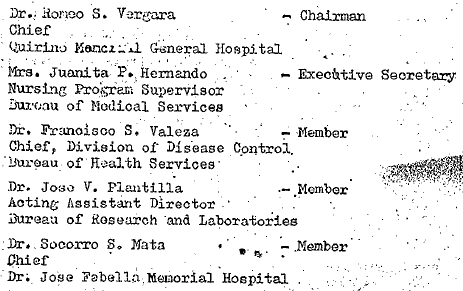 Dr. Romeo S. Vergara - Chairman
Chief
Quirino General Hospital
Mrs. Juanita P. Hernando - Executive Secretary
Nursing Program Supervisor
Bureau of Medical Services
Dr. Francisco S. Valeza - Member
Chief, Division of Disease Control
Bureau of Health Services
Dr. Jose V. Plantilla - Member
Acting Assistant Director
Bureau of Research and Laboratories
Dr. Socorro S. Mata - Member
Chief
Dr. Jose Fabella Memorial Hospital